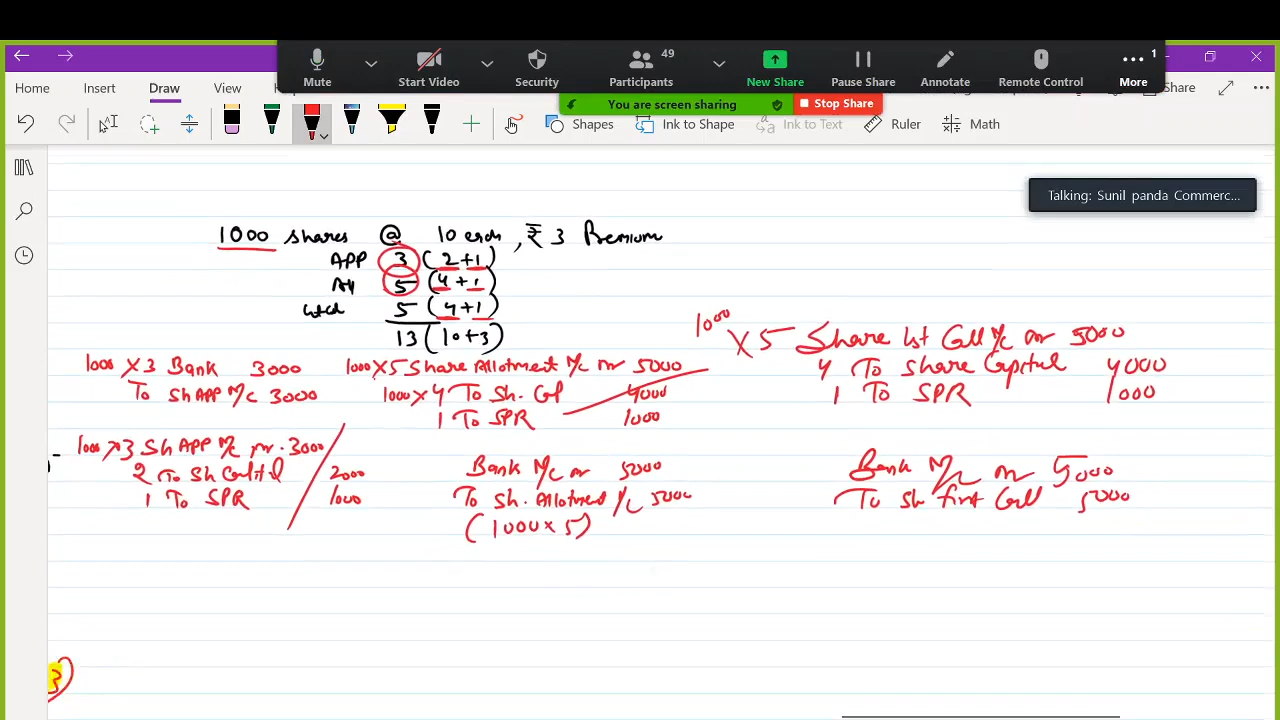 49
1
Mute
Start Video
Security
Participants
New Share
Pause Share
Annotate
Remote Control
More
You are screen sharing
Stop Share
Home
Insert
Draw
View
Share
Shapes
Ink to Shape
Ink to Text
Ruler
Math
Talking: Sunil panda Commerc...
1000 shares @ 10 each, ₹ 3 Premium
APP 3 (2+1)
5 (4+1)
5 (4+1)
13 (10+3)
1000 X 3 Bank 3000
To Sh APP A/c 3000
1000 X 3 Sh APP A/c Dr. 3000
2 To Sh Capital 2000
1 To SPR 1000
1000 X 5 Share Allotment A/c Dr 5000
1000 X 4 To Sh. Cap 4000
1 To SPR 1000
Bank A/c Dr 5000
To Sh. Allotment A/c 5000
(1000 X 5)
1000 X 5 Share 1st Call A/c Dr 5000
4 To Share Capital 4000
1 To SPR 1000
Bank A/c Dr 5000
To Sh first Call 5000
3